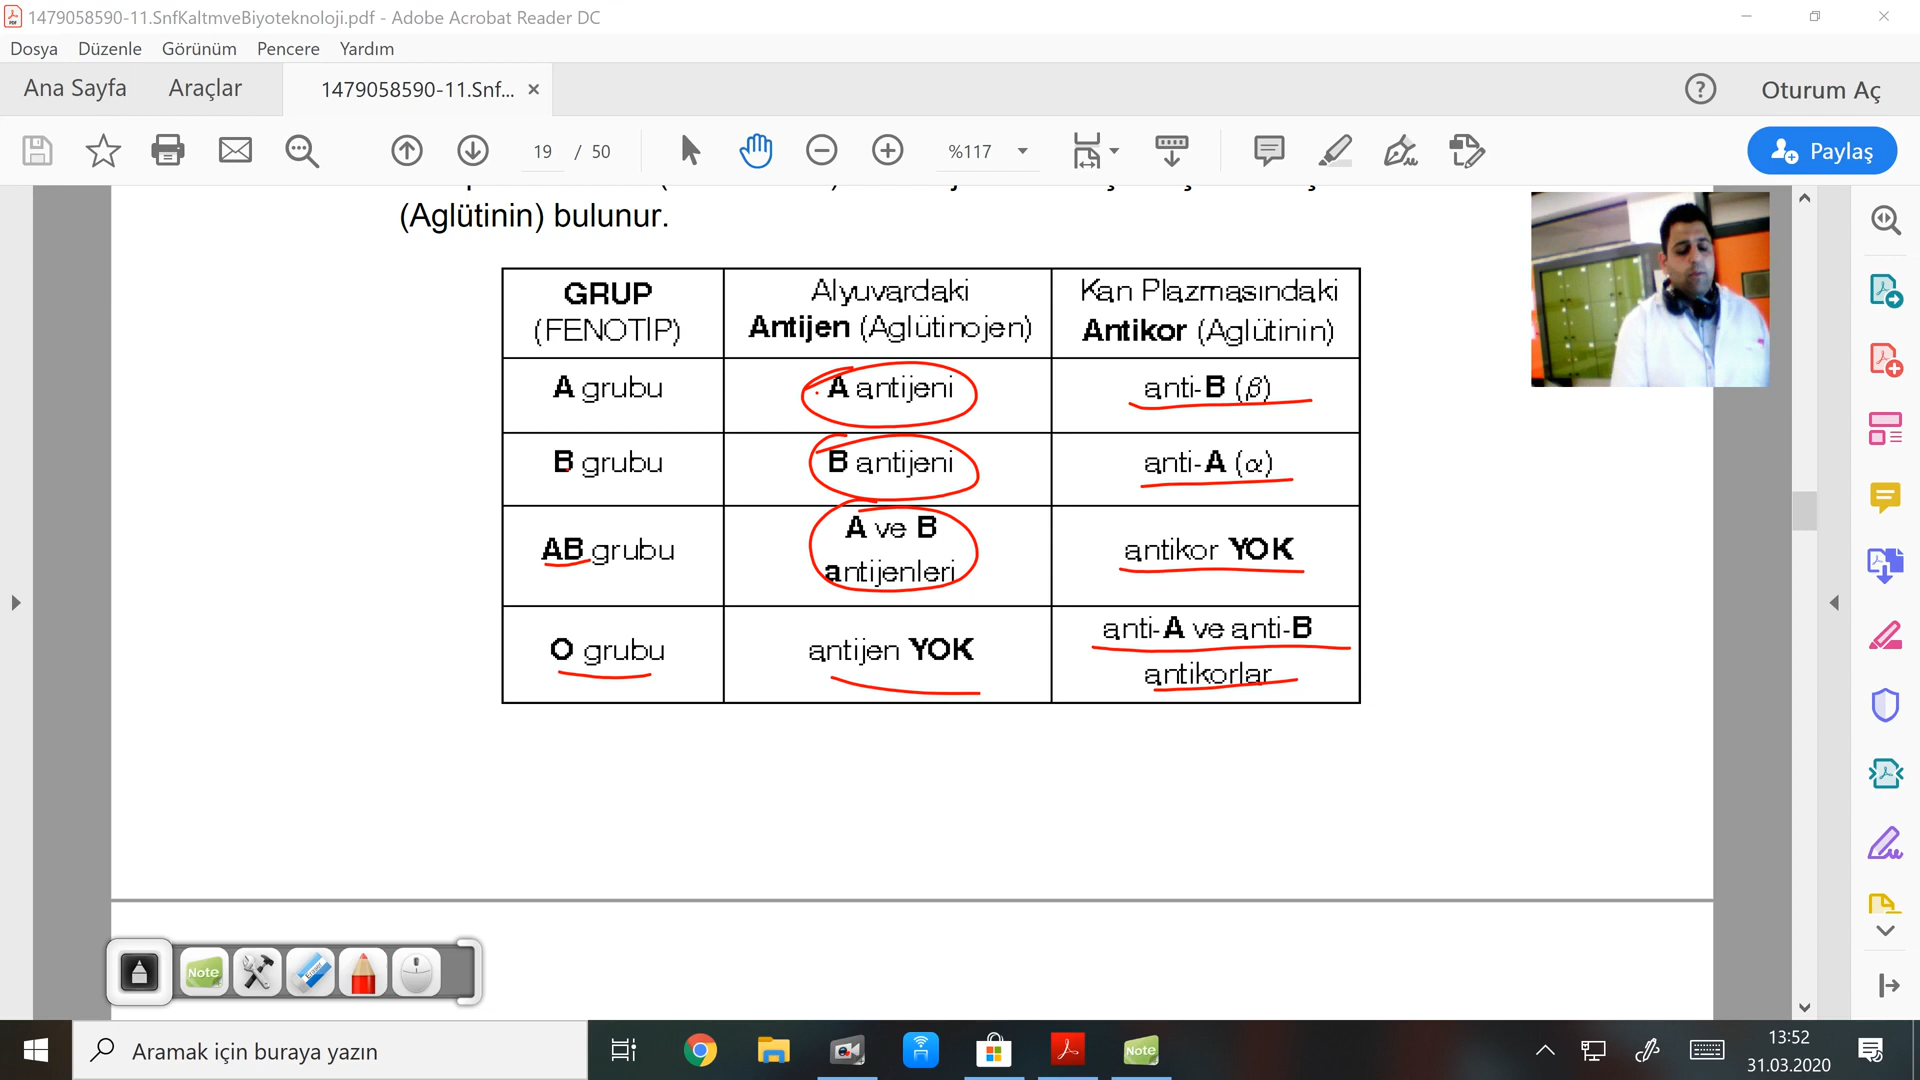 1479058590-11.SnfKaltmveBiyoteknoloji.pdf - Adobe Acrobat Reader DC
Dosya Düzenle Görünüm Pencere Yardım
Ana Sayfa Araçlar 1479058590-11.Snf... Oturum Aç
19 / 50 %117 Paylaş
(Aglütinin) bulunur.
GRUP (FENOTİP)
Alyuvardaki Antijen (Aglütinojen)
Kan Plazmasındaki Antikor (Aglütinin)
A grubu A antijeni anti-B (β)
B grubu B antijeni anti-A (α)
AB grubu A ve B antijenleri antikor YOK
O grubu antijen YOK anti-A ve anti-B antikorlar
Note Eraser
Aramak için buraya yazın Note 13:52
31.03.2020